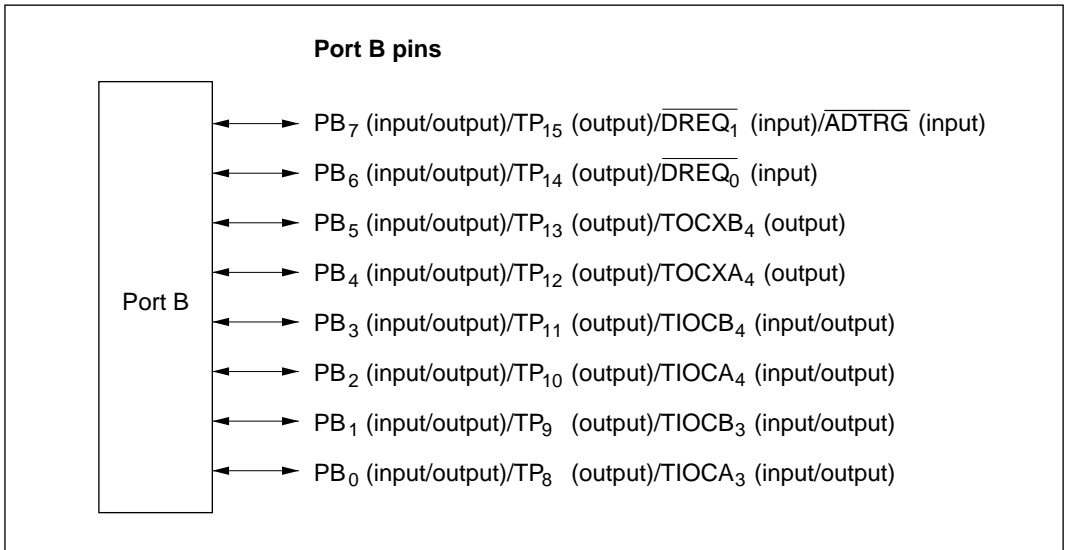 Port B pins
PB₇ (input/output)/TP₁₅ (output)/D̅R̅E̅Q̅₁̅ (input)/A̅D̅T̅R̅G̅ (input)
PB₆ (input/output)/TP₁₄ (output)/D̅R̅E̅Q̅₀̅ (input)
PB₅ (input/output)/TP₁₃ (output)/TOCXB₄ (output)
PB₄ (input/output)/TP₁₂ (output)/TOCXA₄ (output)
Port B
PB₃ (input/output)/TP₁₁ (output)/TIOCB₄ (input/output)
PB₂ (input/output)/TP₁₀ (output)/TIOCA₄ (input/output)
PB₁ (input/output)/TP₉ (output)/TIOCB₃ (input/output)
PB₀ (input/output)/TP₈ (output)/TIOCA₃ (input/output)